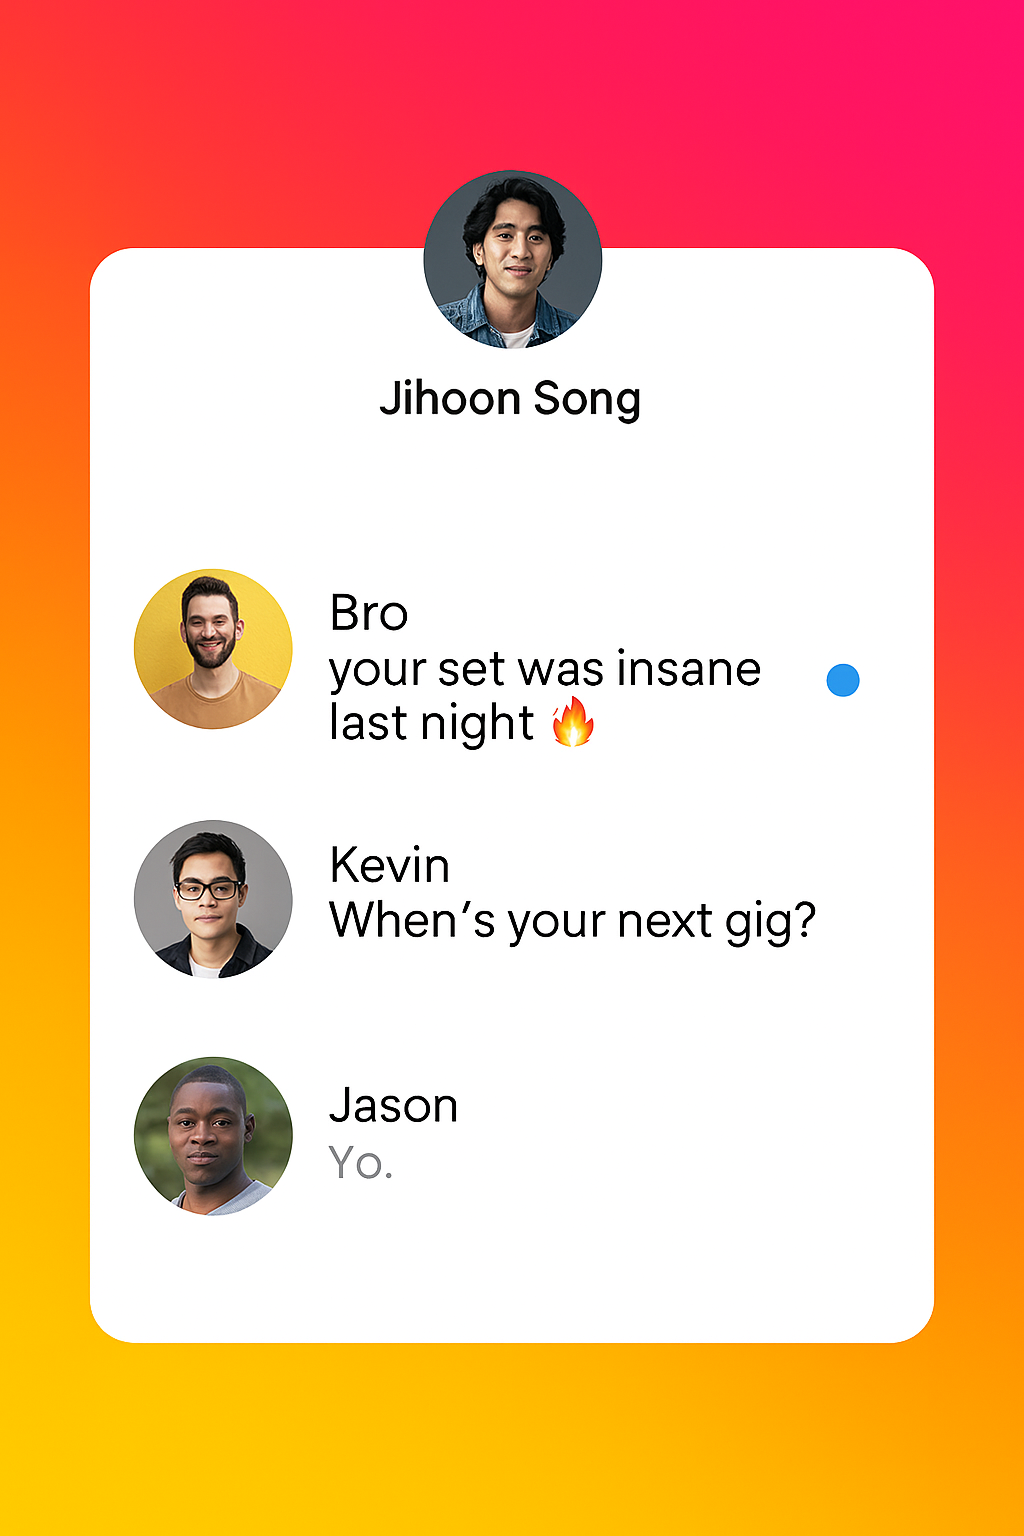 Jihoon Song
Bro
your set was insane
last night 🔥
Kevin
When’s your next gig?
Jason
Yo.